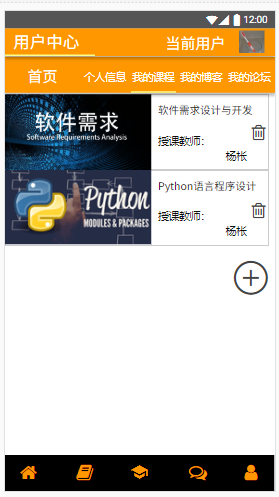 12:00
用户中心 当前用户
首页 个人信息 我的课程 我的博客 我的论坛
软件需求
Software Requirements Analysis
软件需求设计与开发
授课教师：
杨枨
Python
MODULES & PACKAGES
Python语言程序设计
授课教师：
杨枨